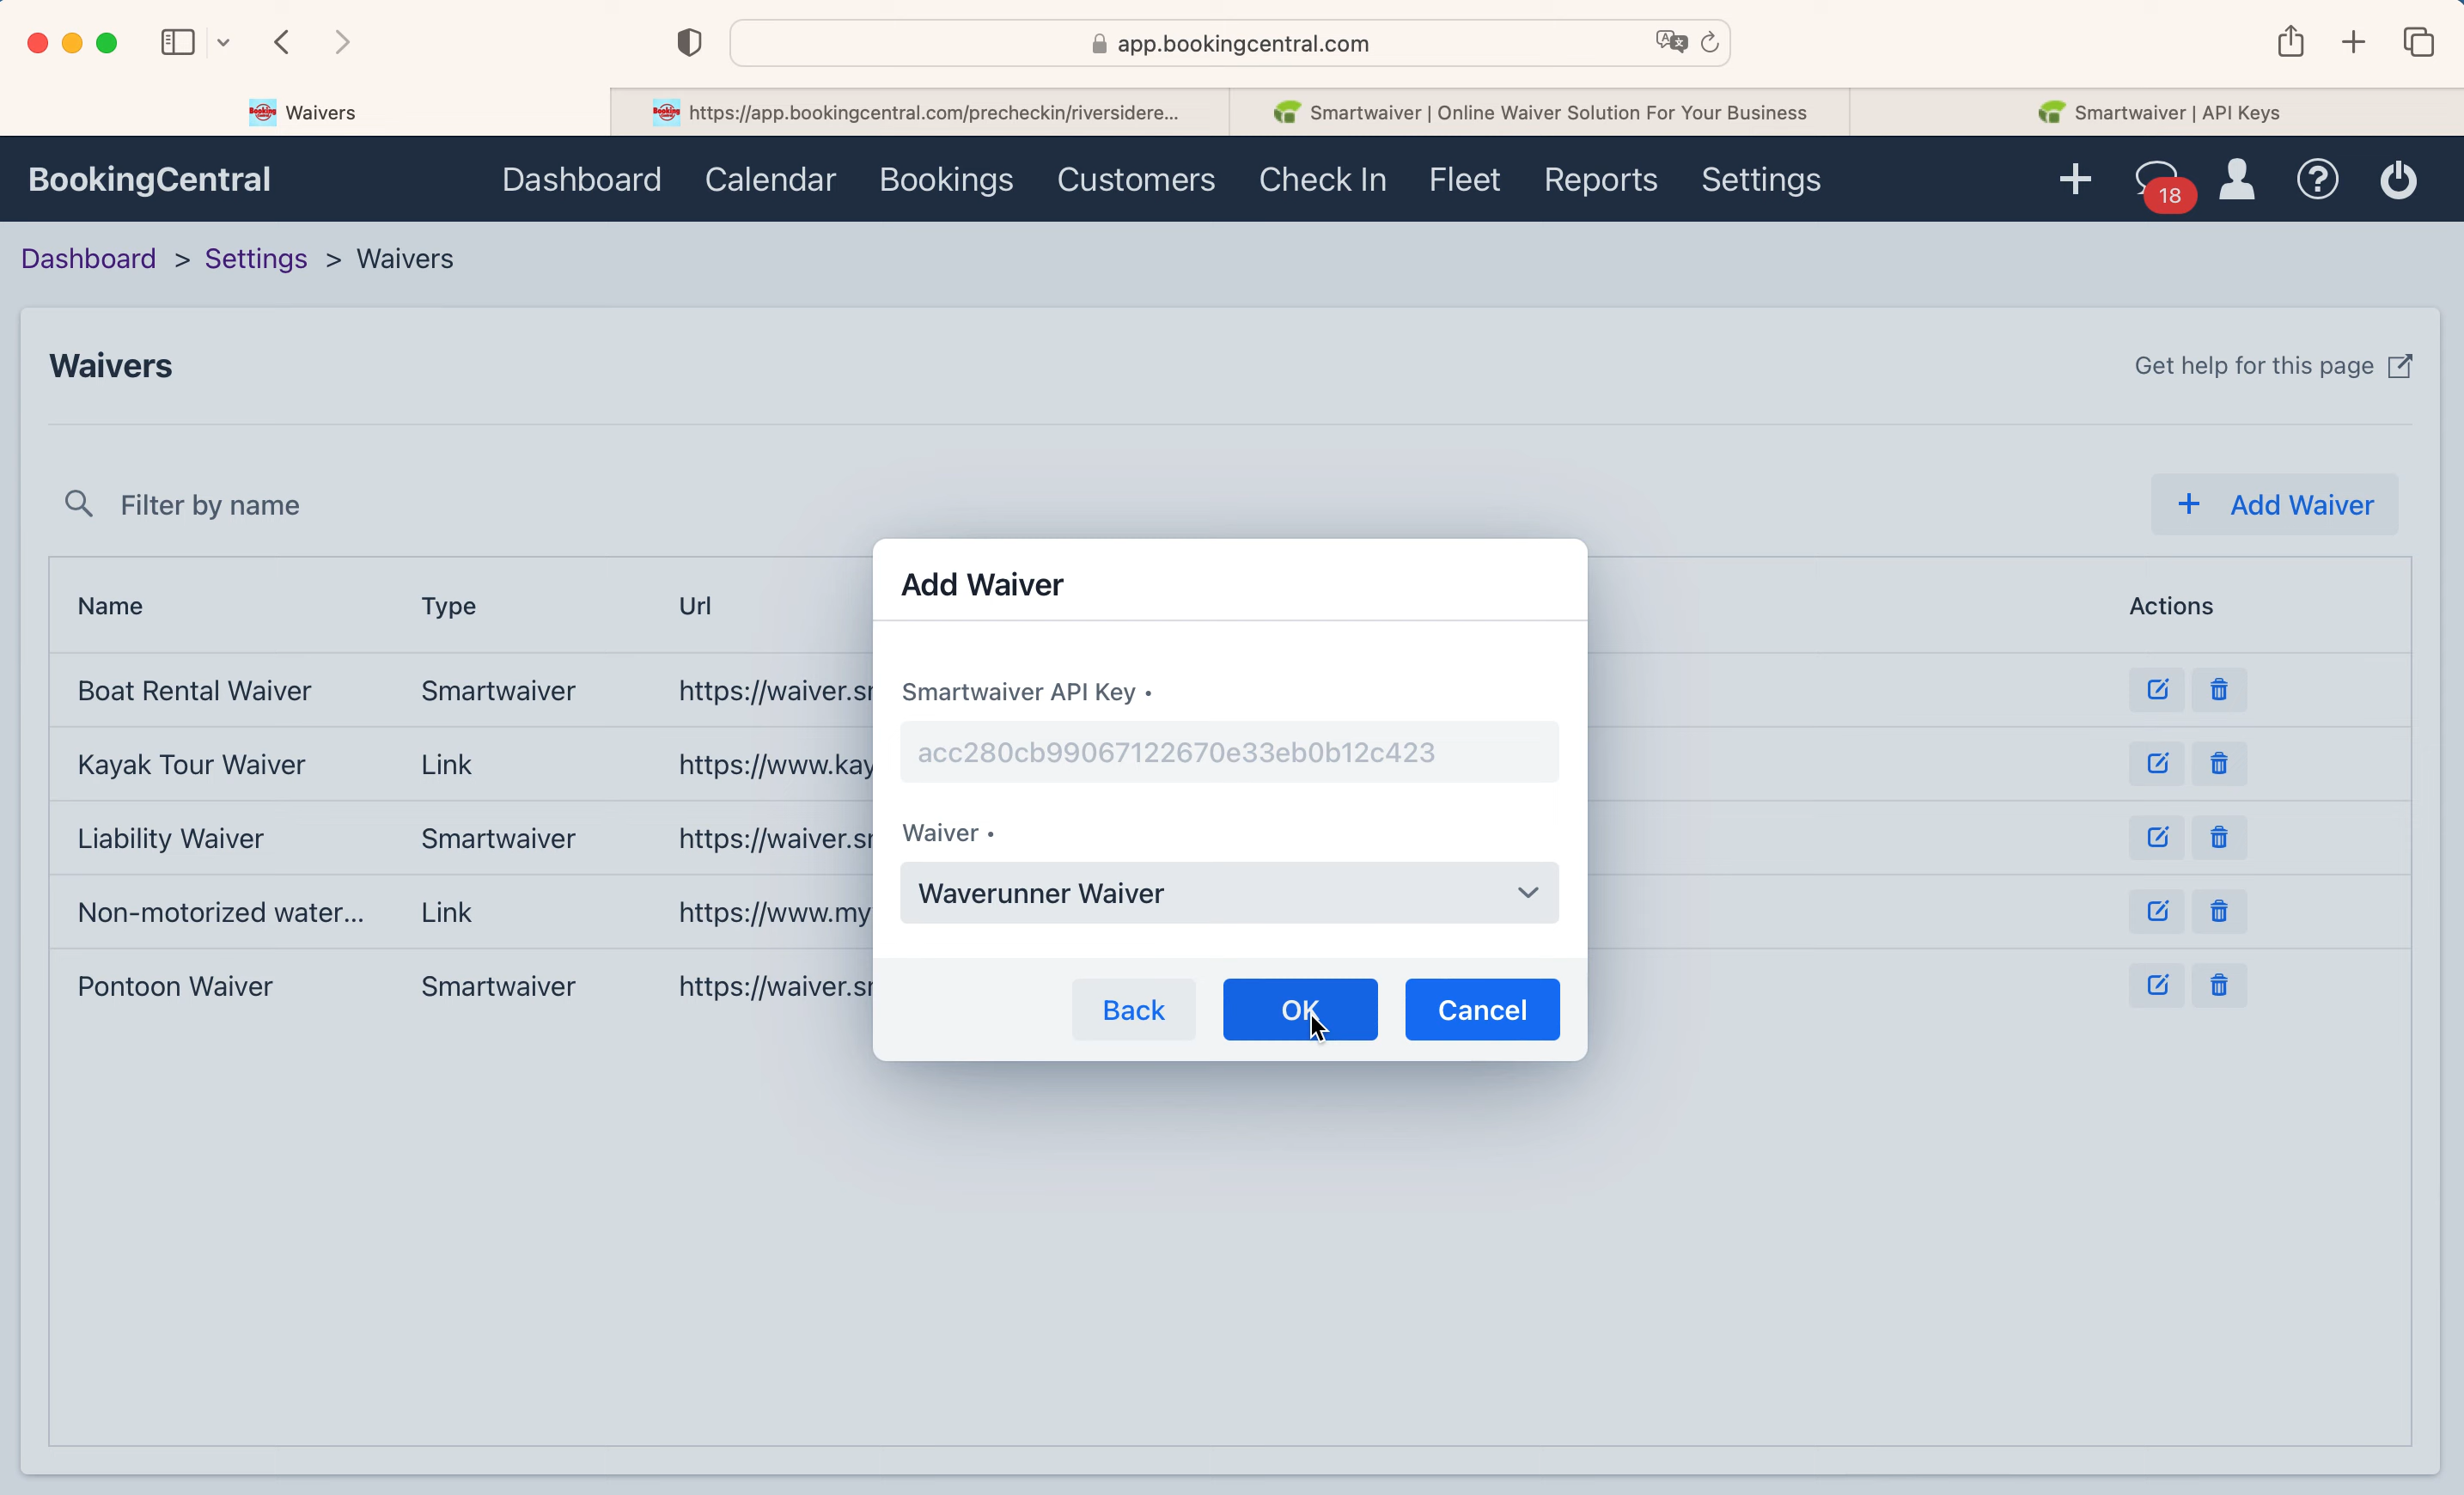 app.bookingcentral.com
Waivers
https://app.bookingcentral.com/precheckin/riversidere...
Smartwaiver | Online Waiver Solution For Your Business
Smartwaiver | API Keys
BookingCentral
Dashboard
Calendar
Bookings
Customers
Check In
Fleet
Reports
Settings
18
Dashboard > Settings > Waivers
Waivers
Get help for this page
Filter by name
+ Add Waiver
Name Type Url Actions
Boat Rental Waiver Smartwaiver https://waiver.sr
Kayak Tour Waiver Link https://www.kay
Liability Waiver Smartwaiver https://waiver.sr
Non-motorized water... Link https://www.my
Pontoon Waiver Smartwaiver https://waiver.sr
Add Waiver
Smartwaiver API Key •
acc280cb99067122670e33eb0b12c423
Waiver •
Waverunner Waiver
Back
OK
Cancel